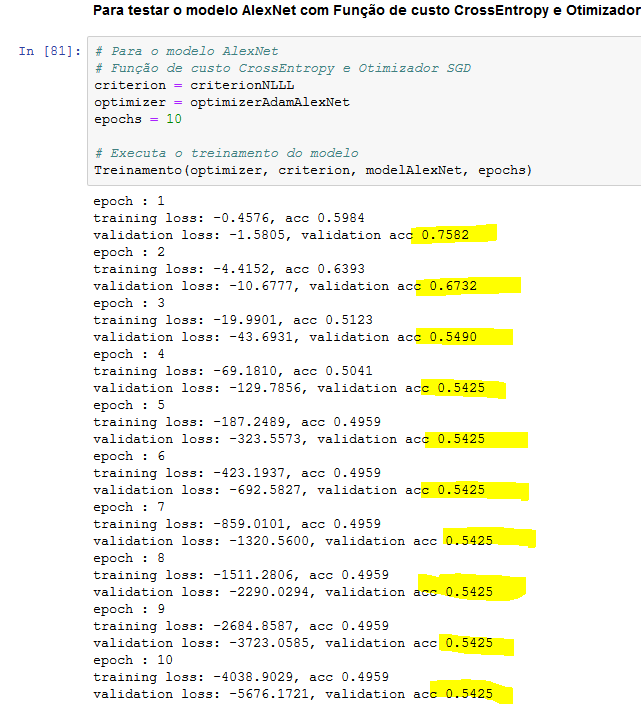 Para testar o modelo AlexNet com Função de custo CrossEntropy e Otimizador
In [81]:
# Para o modelo AlexNet
# Função de custo CrossEntropy e Otimizador SGD
criterion = criterionNLLL
optimizer = optimizerAdamAlexNet
epochs = 10
# Executa o treinamento do modelo
Treinamento(optimizer, criterion, modelAlexNet, epochs)
epoch : 1
training loss: -0.4576, acc 0.5984
validation loss: -1.5805, validation acc 0.7582
epoch : 2
training loss: -4.4152, acc 0.6393
validation loss: -10.6777, validation acc 0.6732
epoch : 3
training loss: -19.9901, acc 0.5123
validation loss: -43.6931, validation acc 0.5490
epoch : 4
training loss: -69.1810, acc 0.5041
validation loss: -129.7856, validation acc 0.5425
epoch : 5
training loss: -187.2489, acc 0.4959
validation loss: -323.5573, validation acc 0.5425
epoch : 6
training loss: -423.1937, acc 0.4959
validation loss: -692.5827, validation acc 0.5425
epoch : 7
training loss: -859.0101, acc 0.4959
validation loss: -1320.5600, validation acc 0.5425
epoch : 8
training loss: -1511.2806, acc 0.4959
validation loss: -2290.0294, validation acc 0.5425
epoch : 9
training loss: -2684.8587, acc 0.4959
validation loss: -3723.0585, validation acc 0.5425
epoch : 10
training loss: -4038.9029, acc 0.4959
validation loss: -5676.1721, validation acc 0.5425